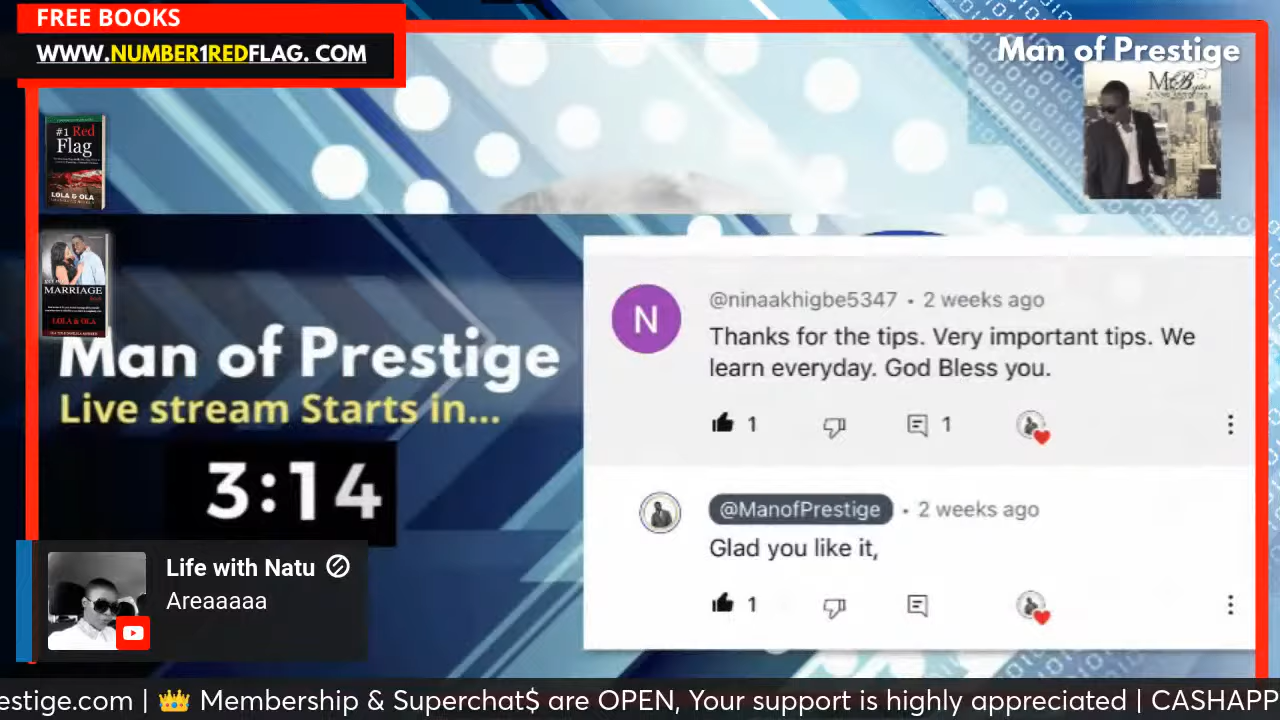 FREE BOOKS
WWW.NUMBER1REDFLAG. COM
Man of Prestige
#1 Red
Flag
LOLA & OLA
MARRIAGE
LOLA & OLA
Man of Prestige
Live stream Starts in...
3:14
N
@ninaakhigbe5347 • 2 weeks ago
Thanks for the tips. Very important tips. We
learn everyday. God Bless you.
1
1
@ManofPrestige • 2 weeks ago
Glad you like it,
1
Life with Natu
Areaaaaa
estige.com | 👑 Membership & Superchat$ are OPEN, Your support is highly appreciated | CASHAPP